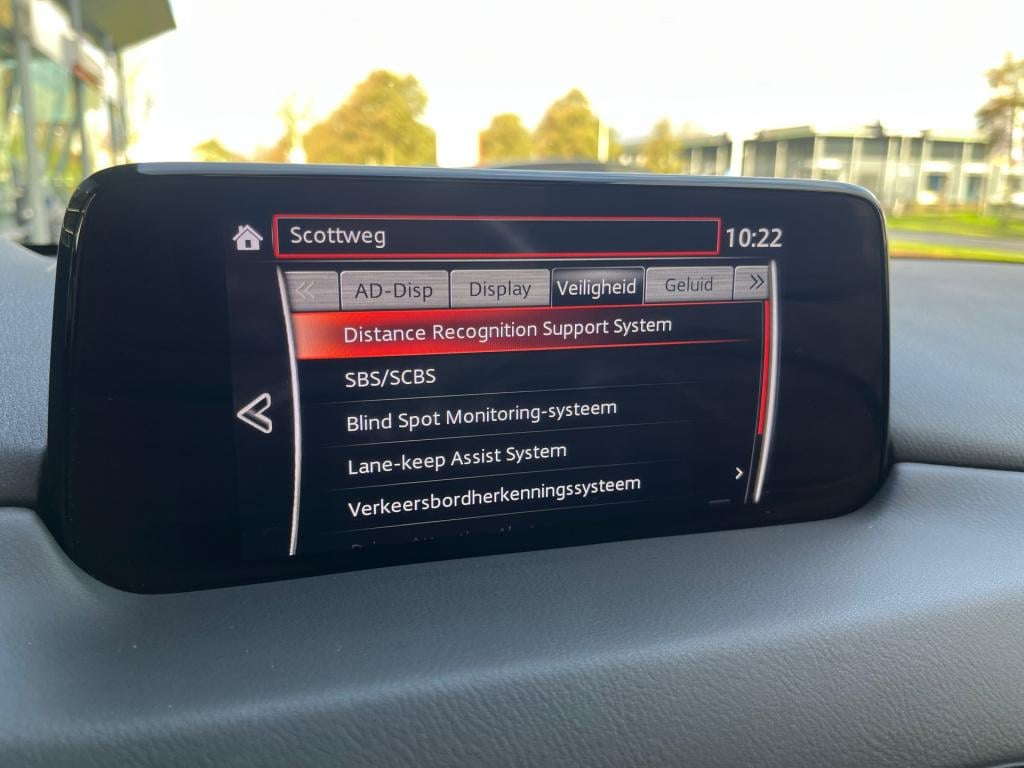 Scottweg
10:22
AD-Disp Display Veiligheid Geluid
Distance Recognition Support System
SBS/SCBS
Blind Spot Monitoring-systeem
Lane-keep Assist System
Verkeersbordherkenningssysteem